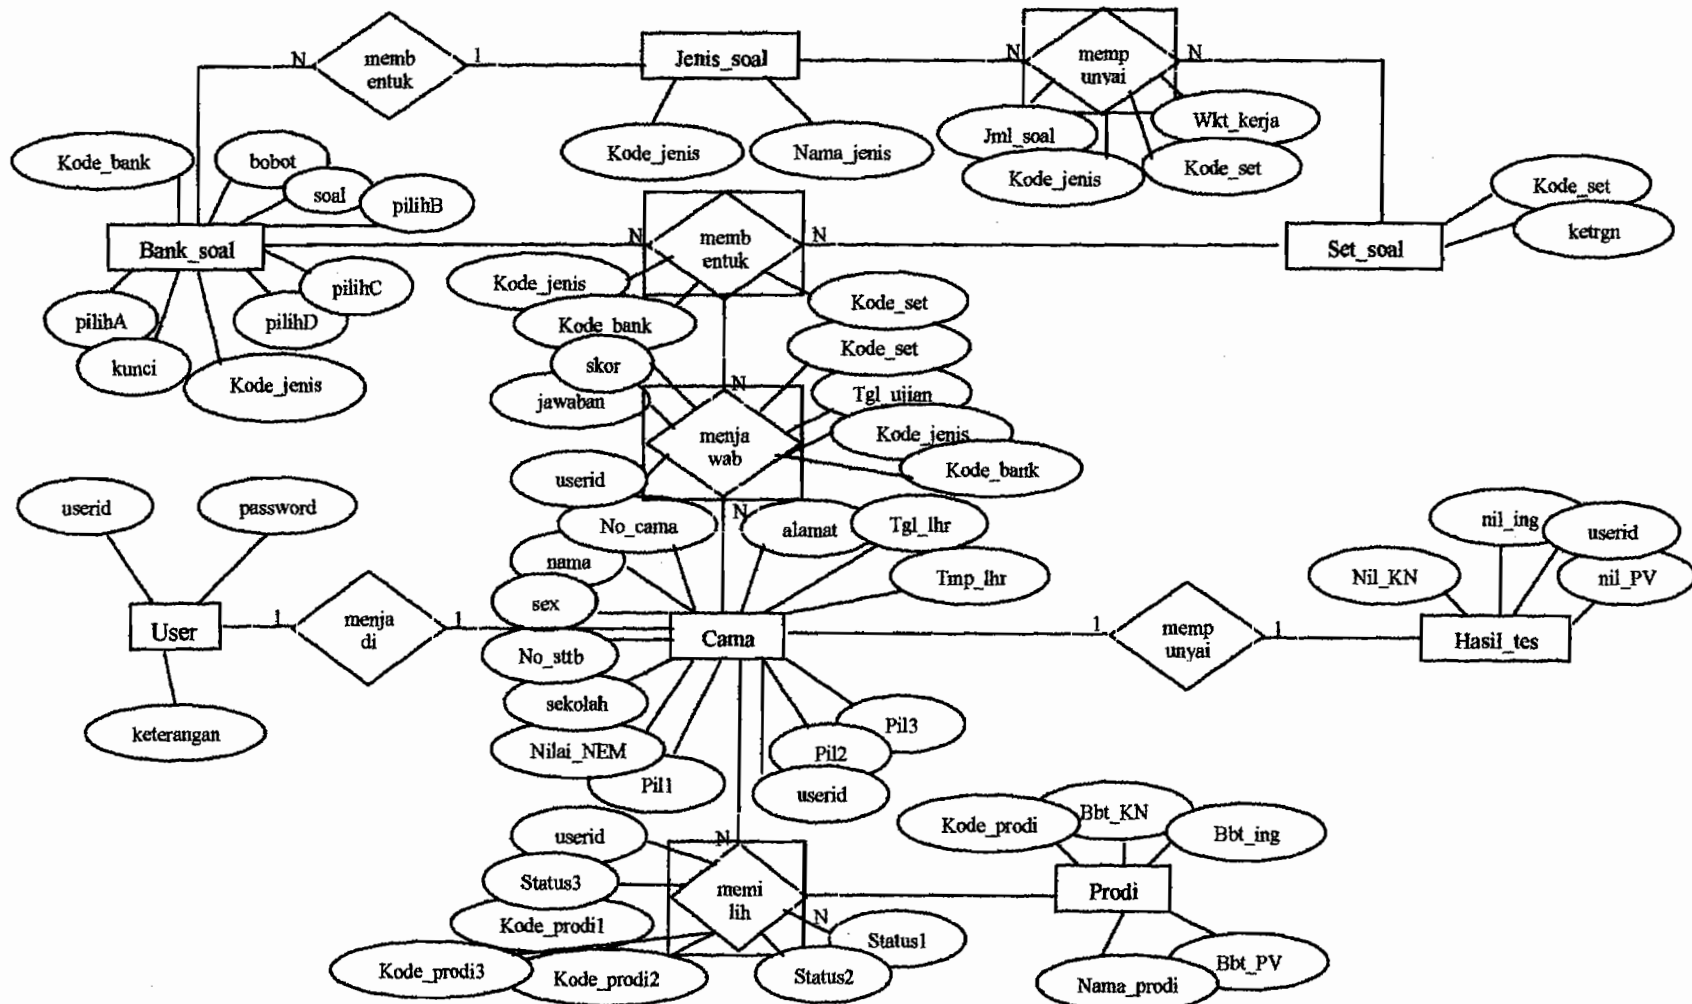 memb
entuk
N
1
Jenis_soal
N
memp
unyai
N
Kode_jenis
Nama_jenis
Jml_soal
Wkt_kerja
Kode_jenis
Kode_set
Kode_bank
bobot
soal
pilihB
Bank_soal
pilihA
kunci
Kode_jenis
pilihD
pilihC
N
memb
entuk
N
Kode_jenis
Kode_bank
Kode_set
Set_soal
Kode_set
ketrgn
N
menja
wab
N
skor
jawaban
userid
Kode_set
Tgl_ujian
Kode_jenis
Kode_bank
userid
password
User
keterangan
1
menja
di
1
No_cama
nama
sex
No_sttb
sekolah
Nilai_NEM
Pil1
Cama
alamat
Tgl_lhr
Tmp_lhr
Pil3
Pil2
userid
1
memp
unyai
1
Hasil_tes
Nil_KN
nil_ing
userid
nil_PV
N
memi
lih
N
userid
Status3
Kode_prodi1
Kode_prodi3
Kode_prodi2
Status2
Status1
Prodi
Kode_prodi
Bbt_KN
Bbt_ing
Nama_prodi
Bbt_PV